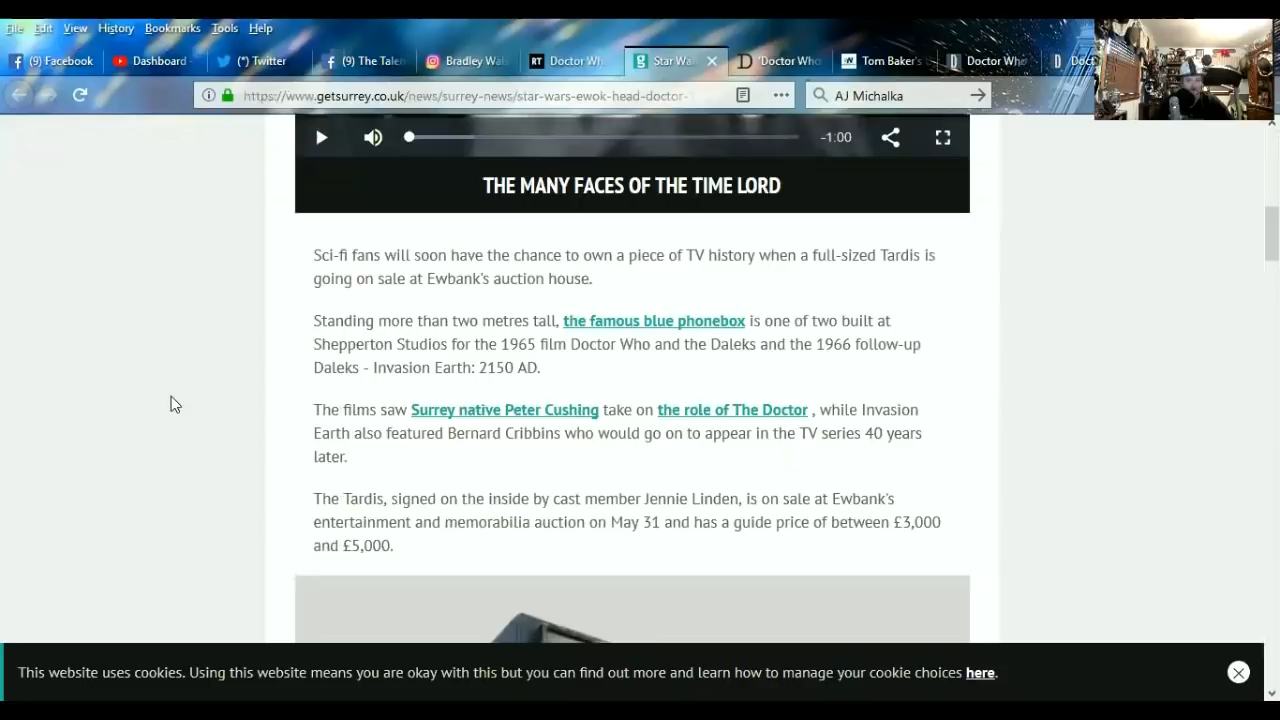 File Edit View History Bookmarks Tools Help
(9) Facebook Dashboard - (*) Twitter (9) The Talen Bradley Wal Doctor Wh Star Wa 'Doctor Who Tom Baker's Doctor Who Doct
https://www.getsurrey.co.uk/news/surrey-news/star-wars-ewok-head-doctor- AJ Michalka
-1:00
THE MANY FACES OF THE TIME LORD
Sci-fi fans will soon have the chance to own a piece of TV history when a full-sized Tardis is
going on sale at Ewbank's auction house.
Standing more than two metres tall, the famous blue phonebox is one of two built at
Shepperton Studios for the 1965 film Doctor Who and the Daleks and the 1966 follow-up
Daleks - Invasion Earth: 2150 AD.
The films saw Surrey native Peter Cushing take on the role of The Doctor , while Invasion
Earth also featured Bernard Cribbins who would go on to appear in the TV series 40 years
later.
The Tardis, signed on the inside by cast member Jennie Linden, is on sale at Ewbank's
entertainment and memorabilia auction on May 31 and has a guide price of between £3,000
and £5,000.
This website uses cookies. Using this website means you are okay with this but you can find out more and learn how to manage your cookie choices here.